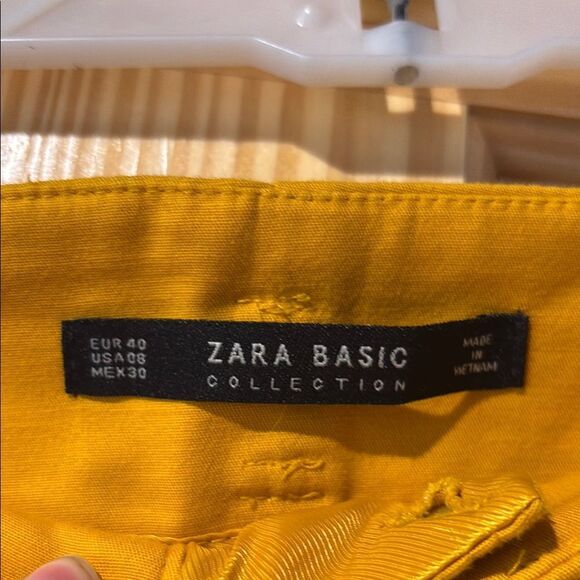 EUR 40
USA 08
MEX 30
ZARA BASIC
COLLECTION
MADE
IN
VIETNAM